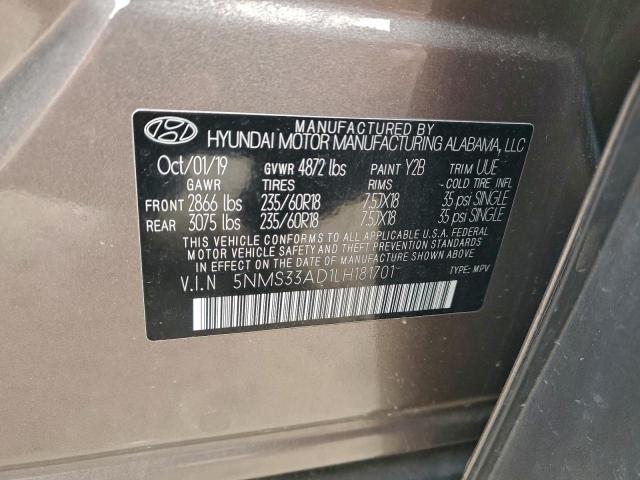 MANUFACTURED BY
HYUNDAI MOTOR MANUFACTURING ALABAMA, LLC
Oct/01/19 GVWR 4872 lbs PAINT Y2B TRIM UUE
GAWR TIRES RIMS COLD TIRE INFL
FRONT 2866 lbs 235/60R18 7.5JX18 35 psi SINGLE
REAR 3075 lbs 235/60R18 7.5JX18 35 psi SINGLE
THIS VEHICLE CONFORMS TO ALL APPLICABLE U.S.A. FEDERAL
MOTOR VEHICLE SAFETY AND THEFT PREVENTION STANDARDS
IN EFFECT ON THE DATE OF MANUFACTURE SHOWN ABOVE.
V.I.N 5NMS33AD1LH181701 TYPE: MPV